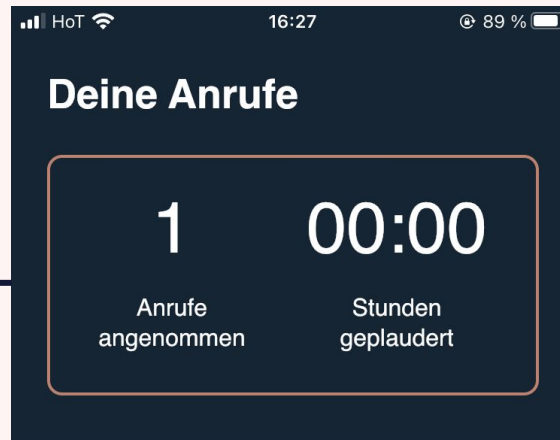 HoT 16:27 89 %
Deine Anrufe
1 00:00
Anrufe angenommen
Stunden geplaudert